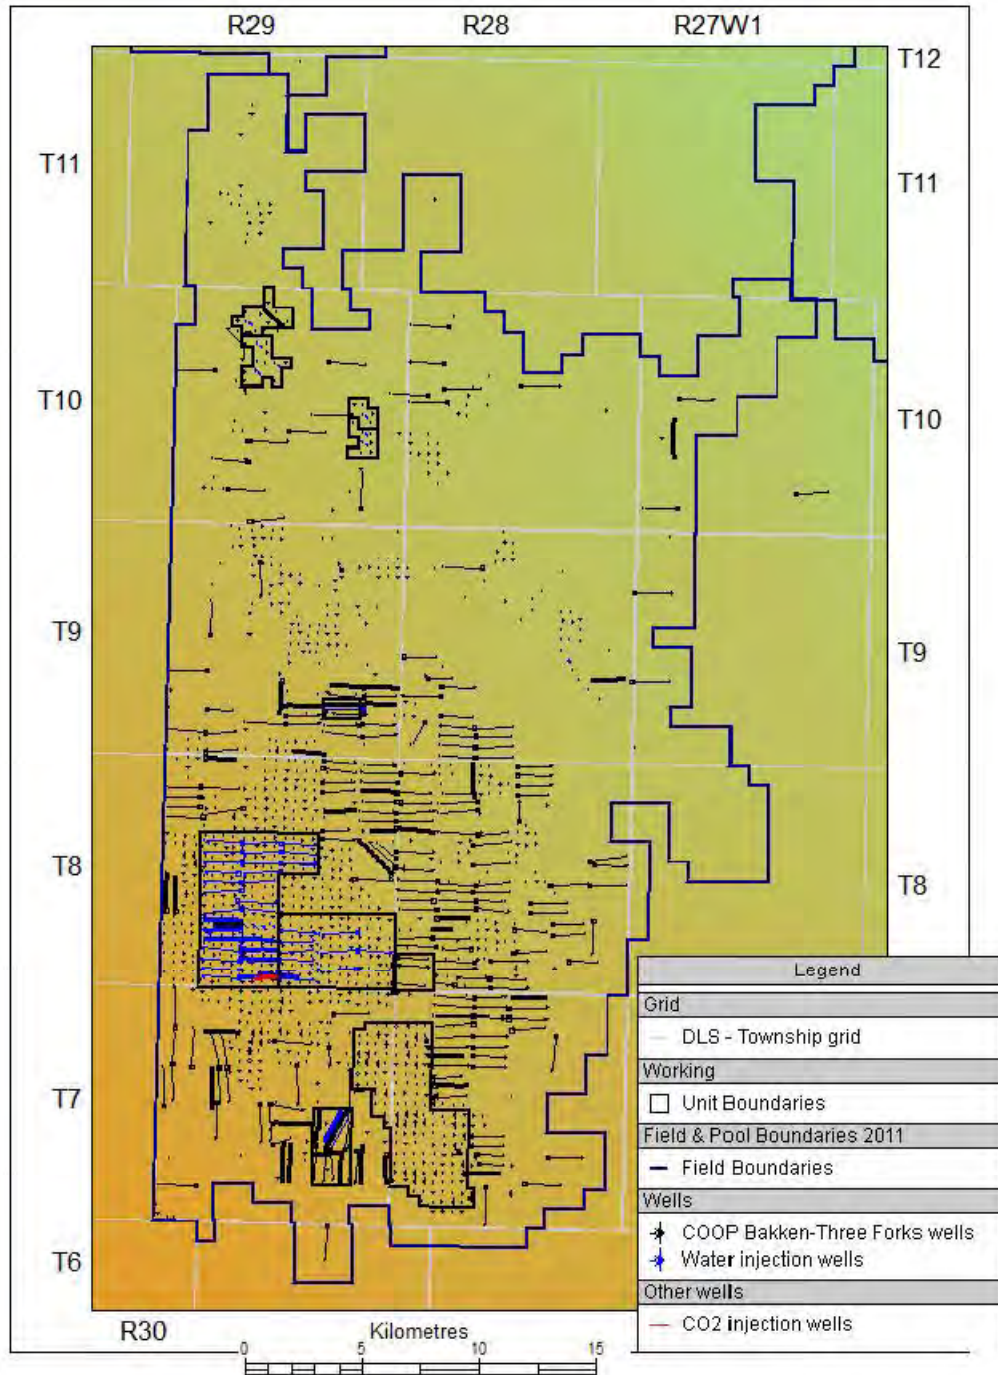 R29 R28 R27W1
T12
T11 T11
T10 T10
T9 T9
T8 T8
Legend
Grid
DLS - Township grid
Working
Unit Boundaries
Field & Pool Boundaries 2011
Field Boundaries
Wells
COOP Bakken-Three Forks wells
Water injection wells
Other wells
CO2 injection wells
T7
T6
R30 Kilometres
0 5 10 15